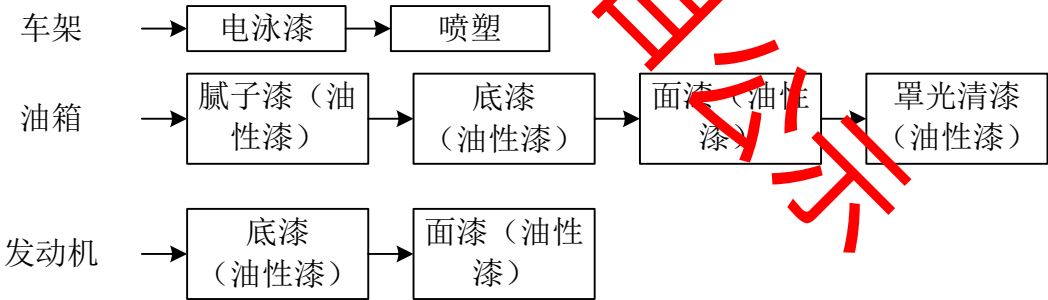 车架
电泳漆
喷塑
油箱
腻子漆（油
性漆）
底漆
（油性漆）
面漆（油性
漆）
罩光清漆
（油性漆）
发动机
底漆
（油性漆）
面漆（油性
漆）
公示